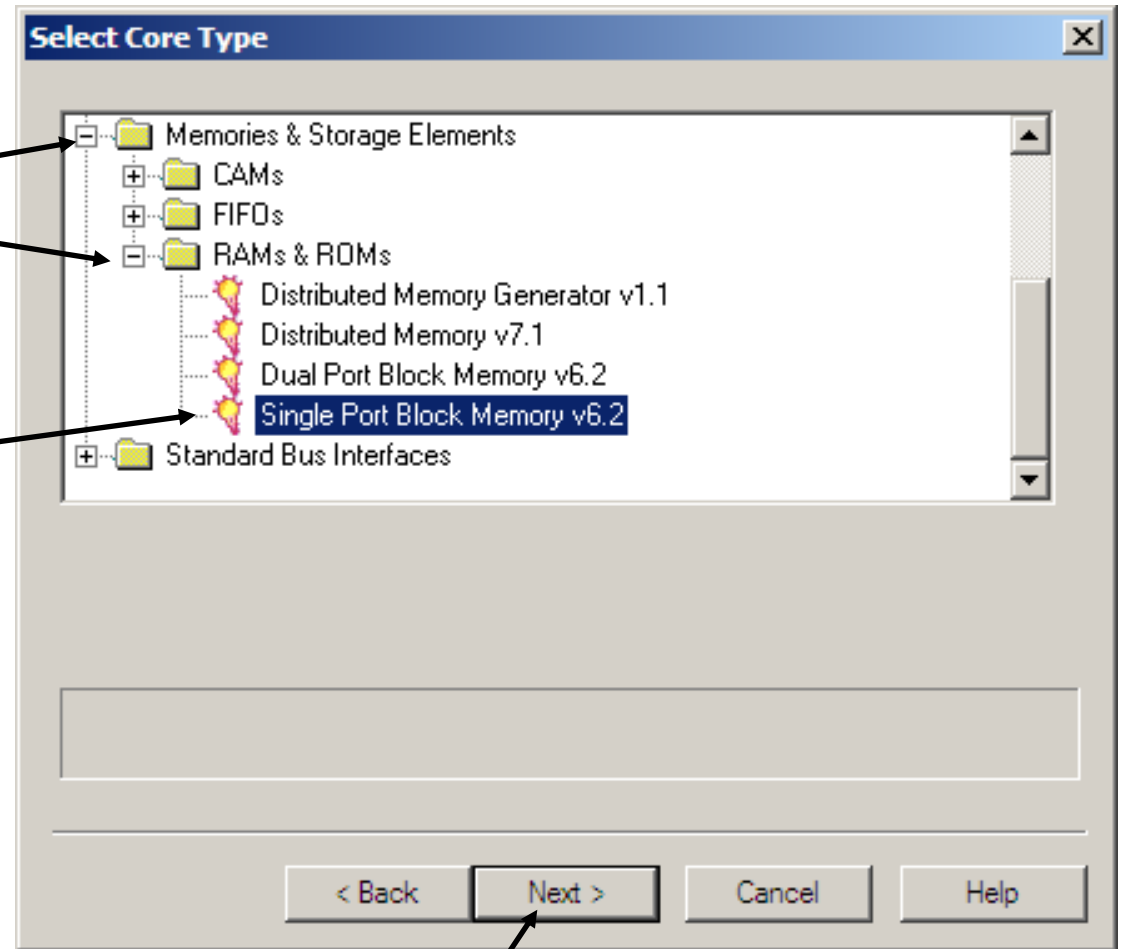 Select Core Type
Memories & Storage Elements
CAMs
FIFOs
RAMs & ROMs
Distributed Memory Generator v1.1
Distributed Memory v7.1
Dual Port Block Memory v6.2
Single Port Block Memory v6.2
Standard Bus Interfaces
< Back Next > Cancel Help